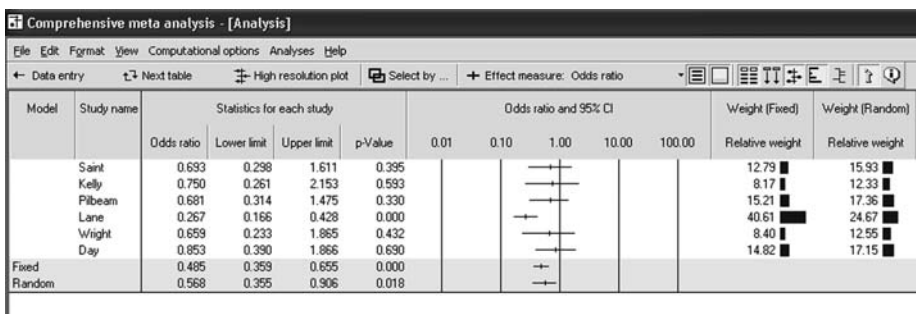 Comprehensive meta analysis - [Analysis]
File Edit Format View Computational options Analyses Help
← Data entry Next table High resolution plot Select by ... + Effect measure: Odds ratio
Model Study name Statistics for each study Odds ratio and 95% CI Weight (Fixed) Weight (Random)
Odds ratio Lower limit Upper limit p-Value 0.01 0.10 1.00 10.00 100.00 Relative weight Relative weight
Saint 0.693 0.298 1.611 0.395 12.79 15.93
Kelly 0.750 0.261 2.153 0.593 8.17 12.33
Pilbeam 0.681 0.314 1.475 0.330 15.21 17.36
Lane 0.267 0.166 0.428 0.000 40.61 24.67
Wright 0.659 0.233 1.865 0.432 8.40 12.55
Day 0.853 0.390 1.866 0.690 14.82 17.15
Fixed 0.485 0.359 0.655 0.000
Random 0.568 0.355 0.906 0.018